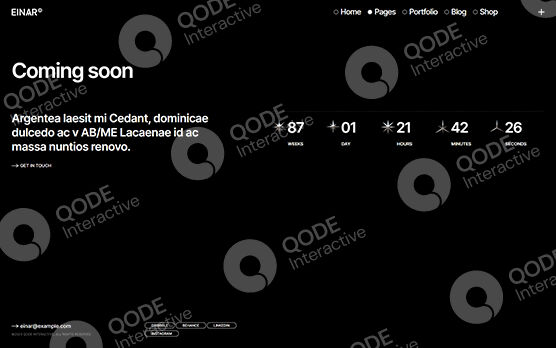 EINAR©
Home Pages Portfolio Blog Shop
+
Coming soon
Argentea laesit mi Cedant, dominicae
dulcedo ac v AB/ME Lacaenae id ac
massa nuntios renovo.
GET IN TOUCH
87 01 21 42 26
WEEKS DAY HOURS MINUTES SECONDS
einar@example.com
DRIBBBLE BEHANCE LINKEDIN
INSTAGRAM
QODE
Interactive
QODE
Interactive
QODE
Interactive
QODE
Interactive
QODE
Interactive
QODE
Interactive
QODE
Interactive
QODE
Interactive